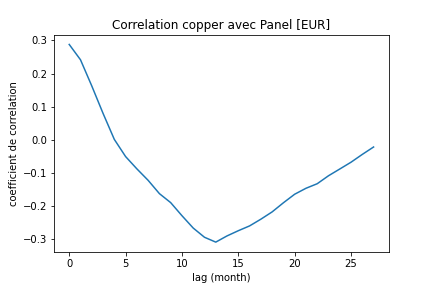 Correlation copper avec Panel [EUR]
0.3
0.2
0.1
0.0
−0.1
−0.2
−0.3
coefficient de correlation
0 5 10 15 20 25
lag (month)